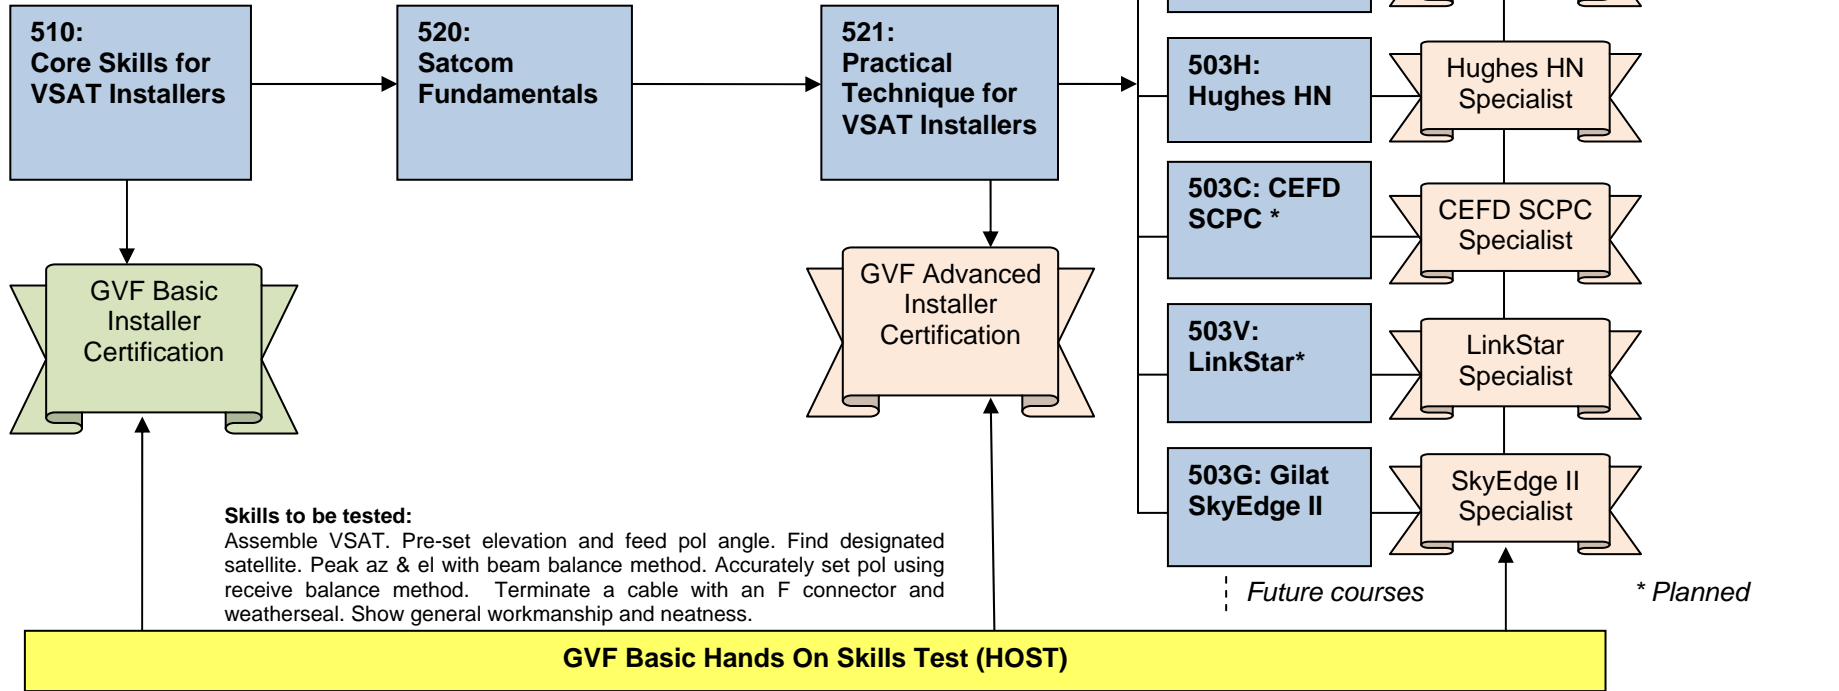 510:
Core Skills for
VSAT Installers
520:
Satcom
Fundamentals
521:
Practical
Technique for
VSAT Installers
503H:
Hughes HN
Hughes HN
Specialist
503C: CEFD
SCPC *
CEFD SCPC
Specialist
GVF Basic
Installer
Certification
GVF Advanced
Installer
Certification
503V:
LinkStar*
LinkStar
Specialist
503G: Gilat
SkyEdge II
SkyEdge II
Specialist
Skills to be tested:
Assemble VSAT. Pre-set elevation and feed pol angle. Find designated
satellite. Peak az & el with beam balance method. Accurately set pol using
receive balance method. Terminate a cable with an F connector and
weatherseal. Show general workmanship and neatness.
Future courses
* Planned
GVF Basic Hands On Skills Test (HOST)